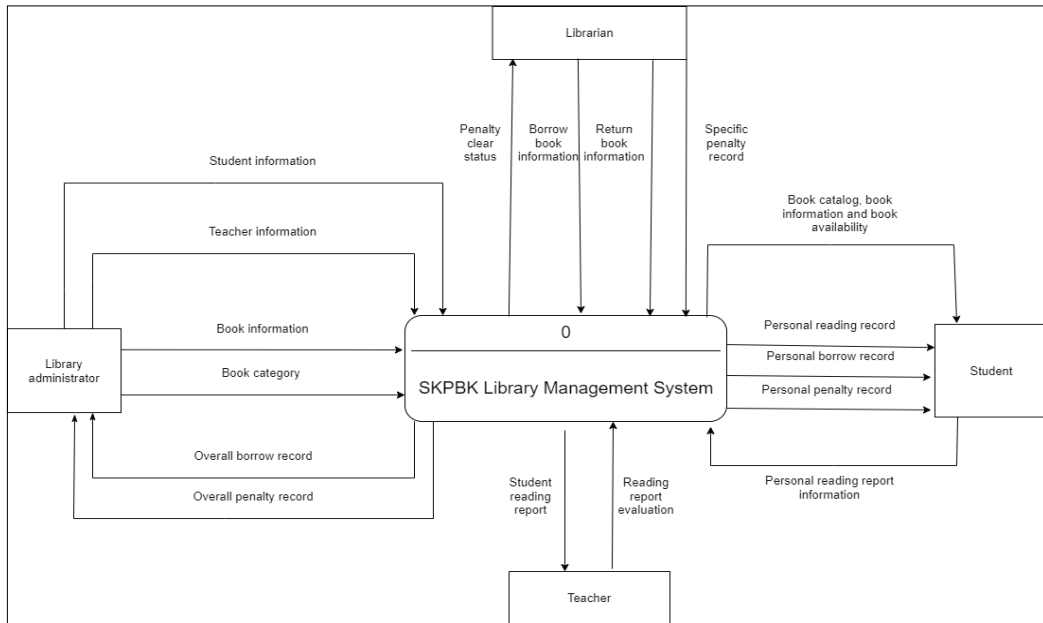 Librarian
Penalty
clear
status
Borrow
book
information
Return
book
information
Specific
penalty
record
Student information
Book catalog, book
information and book
availability
Teacher information
0
Book information
Personal reading record
Library
administrator
SKPBK Library Management System
Personal borrow record
Student
Book category
Personal penalty record
Overall borrow record
Overall penalty record
Student
reading
report
Reading
report
evaluation
Personal reading report
information
Teacher